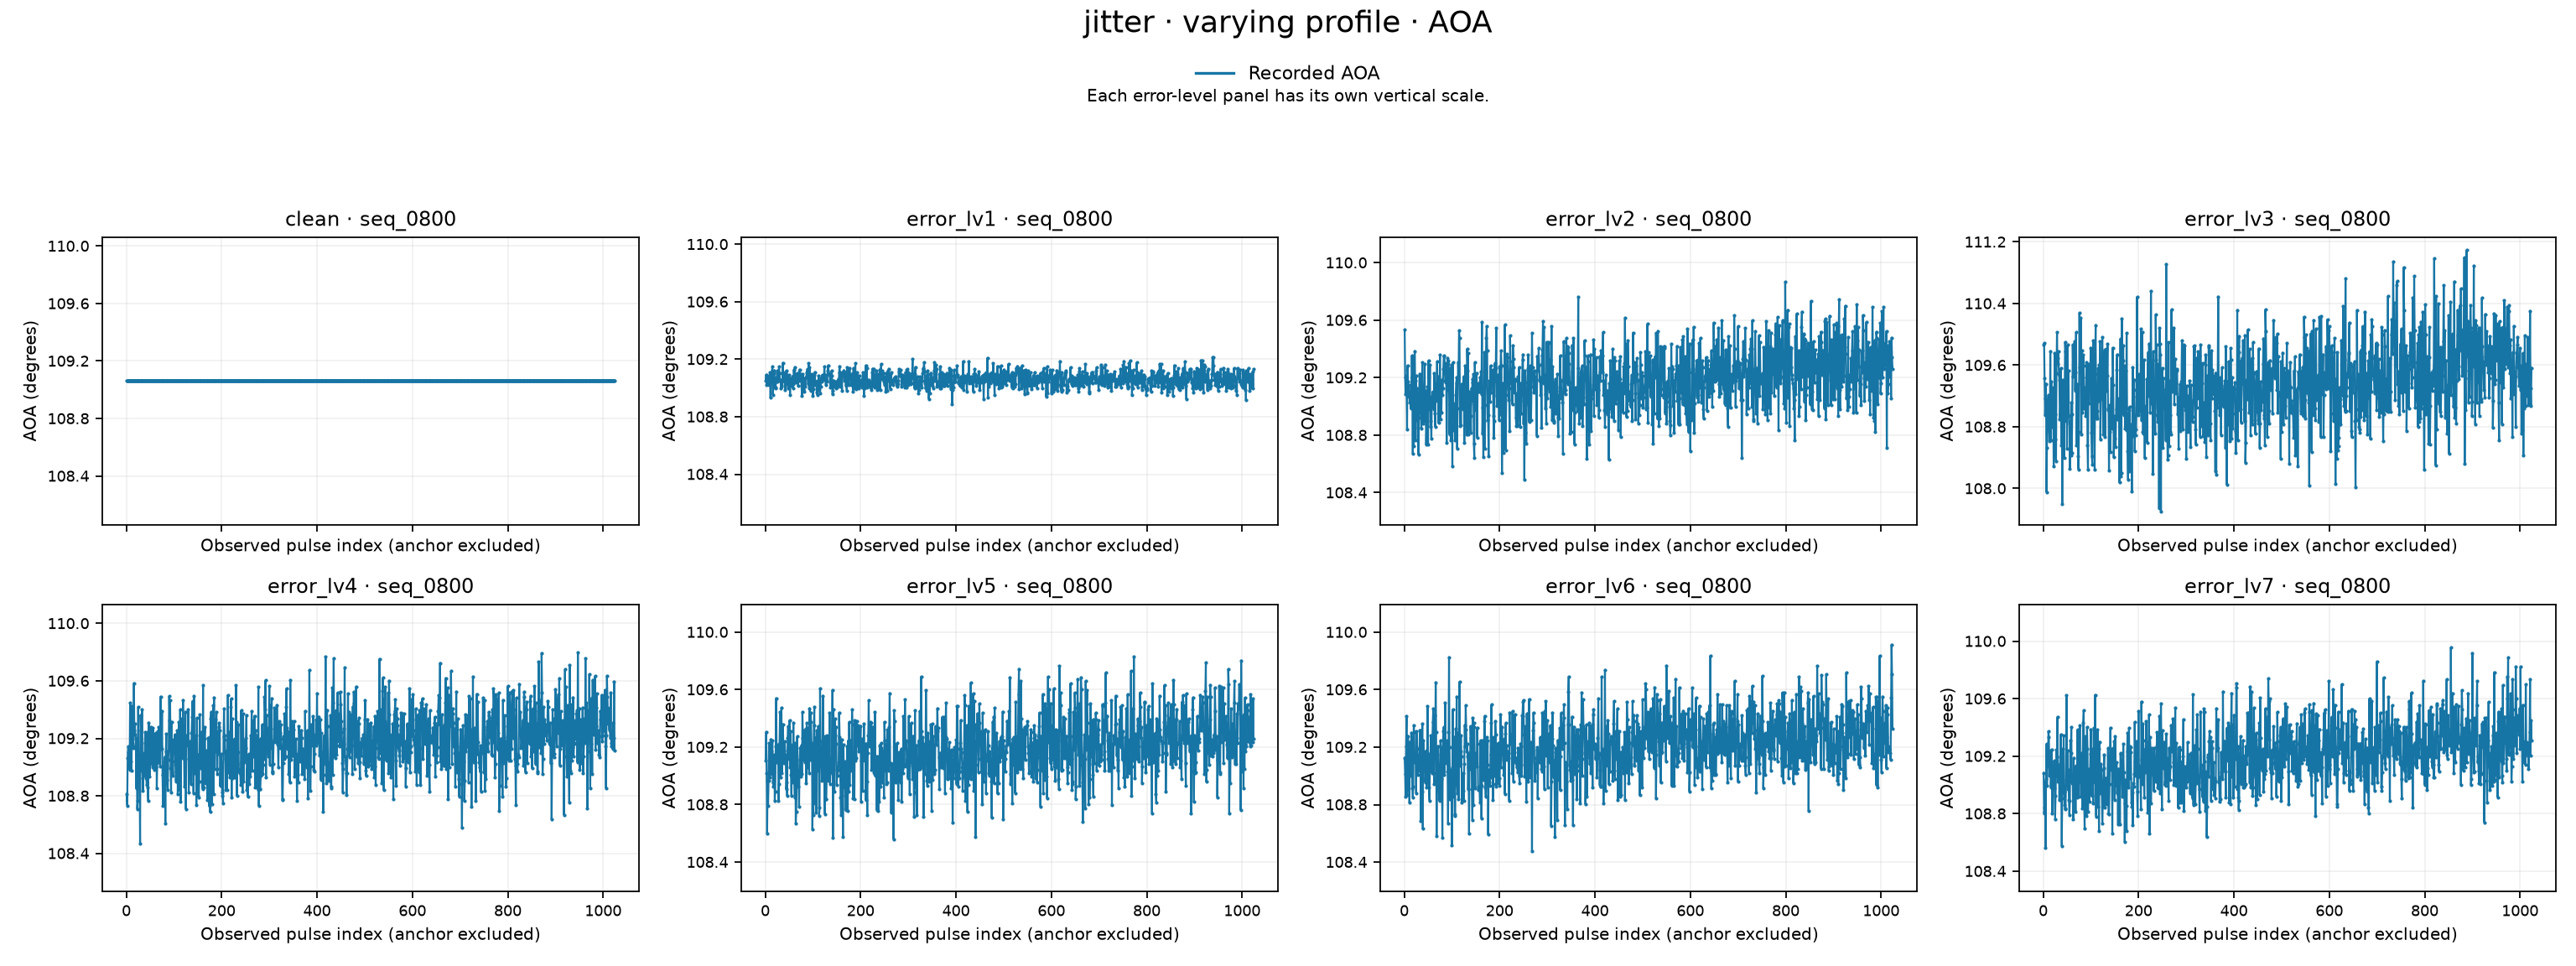 jitter · varying profile · AOA
Recorded AOA
Each error-level panel has its own vertical scale.
clean · seq_0800
110.0
109.6
109.2
108.8
108.4
AOA (degrees)
Observed pulse index (anchor excluded)
error_lv1 · seq_0800
110.0
109.6
109.2
108.8
108.4
AOA (degrees)
Observed pulse index (anchor excluded)
error_lv2 · seq_0800
110.0
109.6
109.2
108.8
108.4
AOA (degrees)
Observed pulse index (anchor excluded)
error_lv3 · seq_0800
111.2
110.4
109.6
108.8
108.0
AOA (degrees)
Observed pulse index (anchor excluded)
error_lv4 · seq_0800
110.0
109.6
109.2
108.8
108.4
AOA (degrees)
0 200 400 600 800 1000
Observed pulse index (anchor excluded)
error_lv5 · seq_0800
110.0
109.6
109.2
108.8
108.4
AOA (degrees)
0 200 400 600 800 1000
Observed pulse index (anchor excluded)
error_lv6 · seq_0800
110.0
109.6
109.2
108.8
108.4
AOA (degrees)
0 200 400 600 800 1000
Observed pulse index (anchor excluded)
error_lv7 · seq_0800
110.0
109.6
109.2
108.8
108.4
AOA (degrees)
0 200 400 600 800 1000
Observed pulse index (anchor excluded)